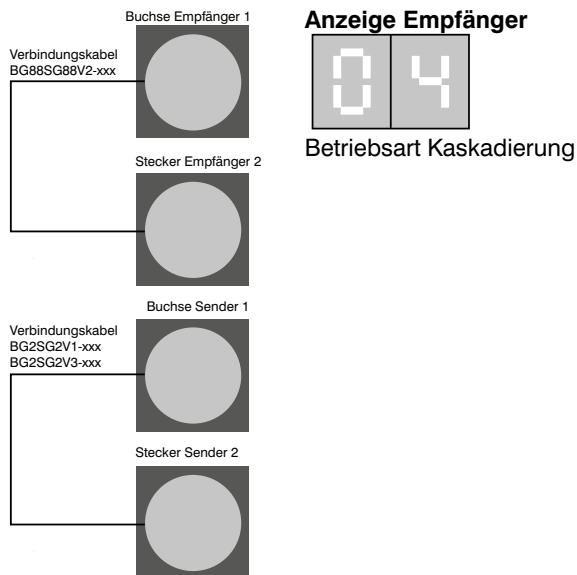 Buchse Empfänger 1
Verbindungskabel
BG88SG88V2-xxx
Stecker Empfänger 2
Buchse Sender 1
Verbindungskabel
BG2SG2V1-xxx
BG2SG2V3-xxx
Stecker Sender 2
Anzeige Empfänger
04
Betriebsart Kaskadierung